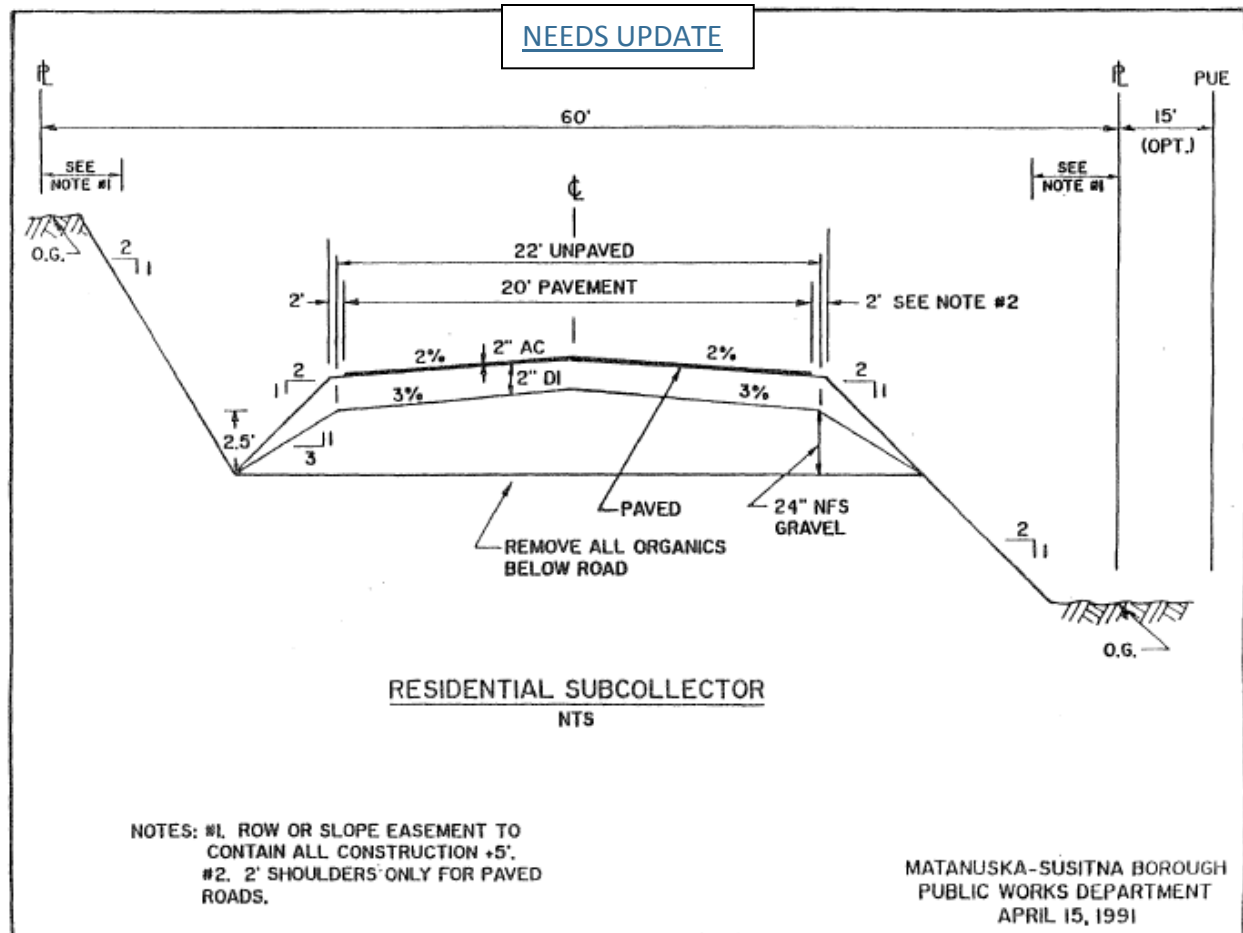 NEEDS UPDATE
PL
PL
PUE
60'
15'
(OPT.)
SEE
NOTE #1
SEE
NOTE #1
CL
O.G.
2
1
22' UNPAVED
20' PAVEMENT
2'
2' SEE NOTE #2
2%
2" AC
2%
2
1
2" DI
2
1
3%
3%
2.5'
1
3
PAVED
24" NFS
GRAVEL
REMOVE ALL ORGANICS
BELOW ROAD
2
1
O.G.
RESIDENTIAL SUBCOLLECTOR
NTS
NOTES: #1. ROW OR SLOPE EASEMENT TO
CONTAIN ALL CONSTRUCTION +5'.
#2. 2' SHOULDERS ONLY FOR PAVED
ROADS.
MATANUSKA-SUSITNA BOROUGH
PUBLIC WORKS DEPARTMENT
APRIL 15, 1991